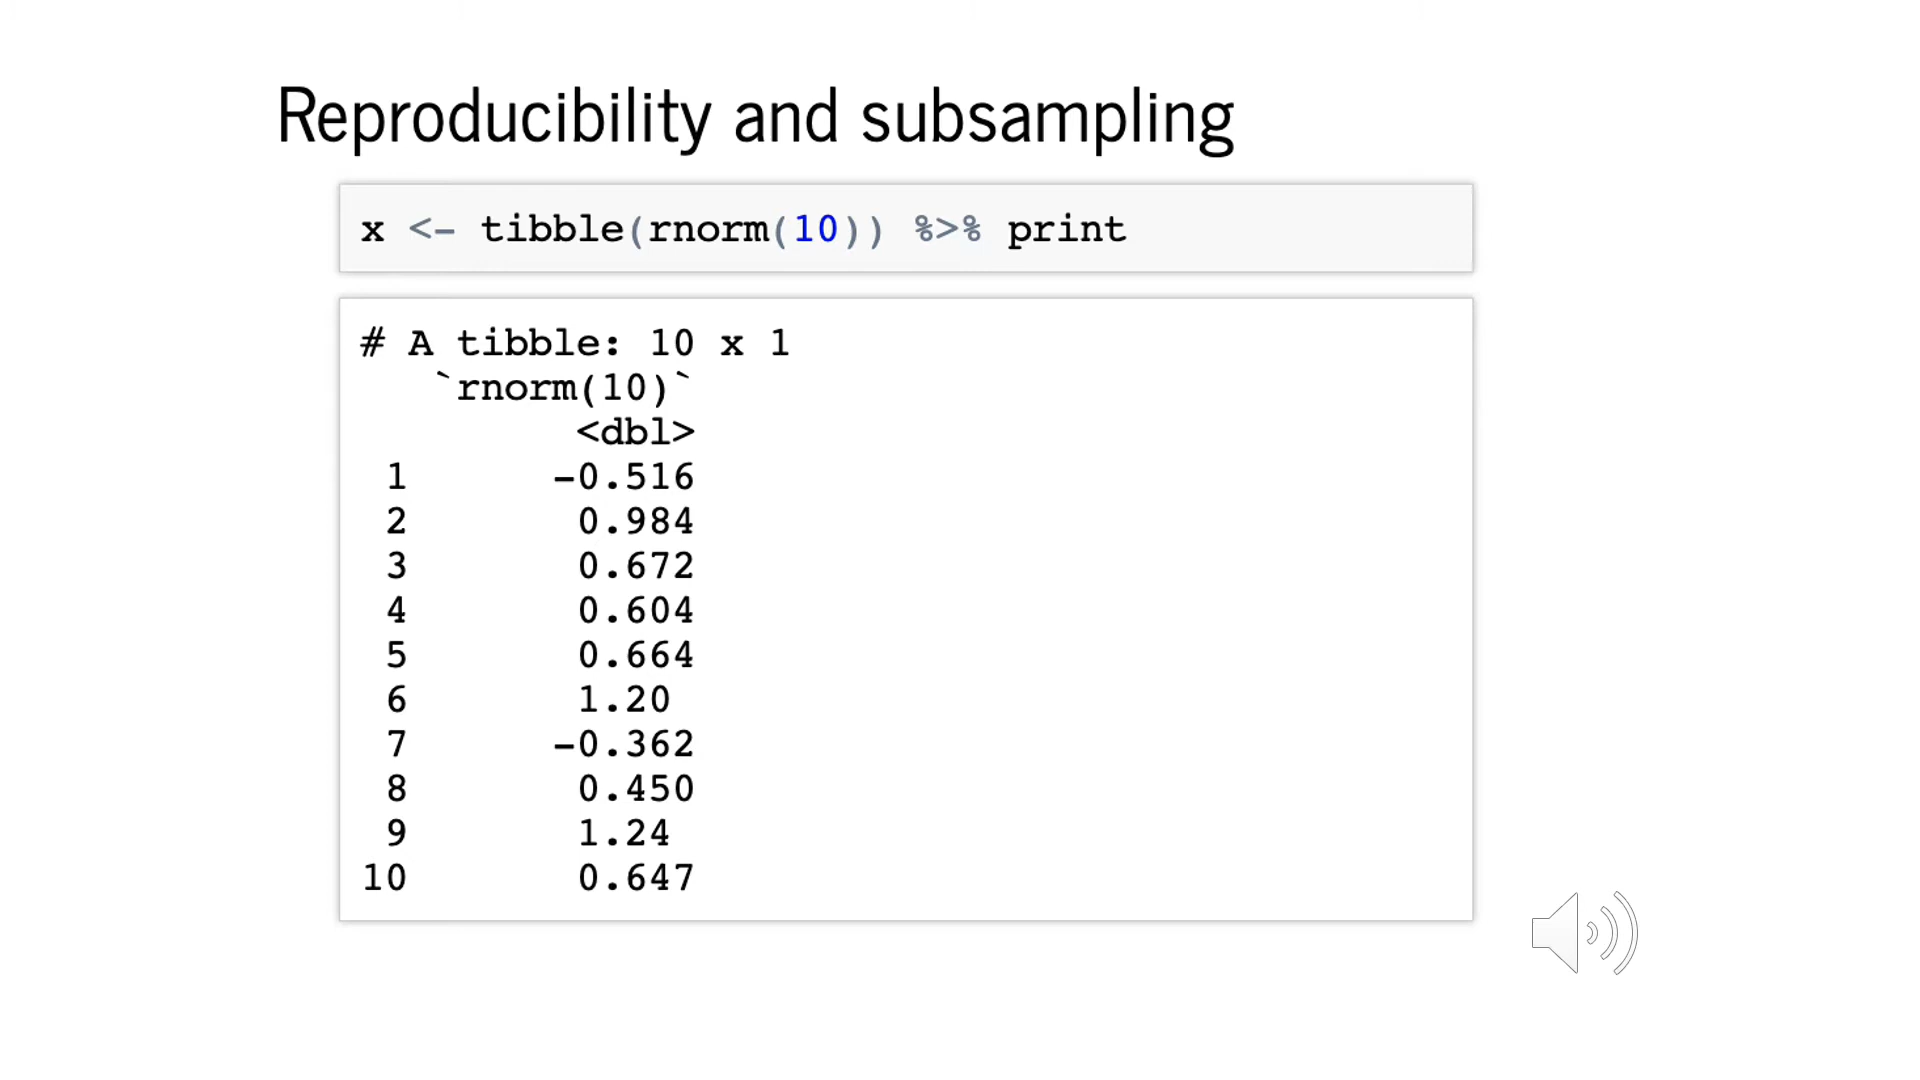 Reproducibility and subsampling
x <- tibble(rnorm(10)) %>% print
# A tibble: 10 x 1
`rnorm(10)`
<dbl>
1 -0.516
2 0.984
3 0.672
4 0.604
5 0.664
6 1.20
7 -0.362
8 0.450
9 1.24
10 0.647